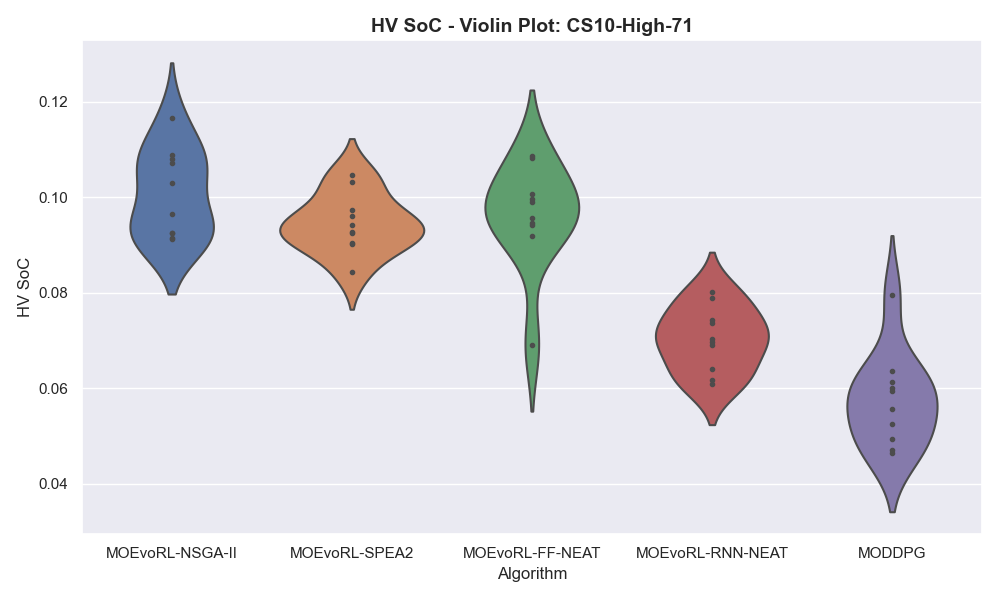 HV SoC - Violin Plot: CS10-High-71
0.12
0.10
0.08
0.06
0.04
HV SoC
MOEvoRL-NSGA-II
MOEvoRL-SPEA2
MOEvoRL-FF-NEAT
MOEvoRL-RNN-NEAT
MODDPG
Algorithm